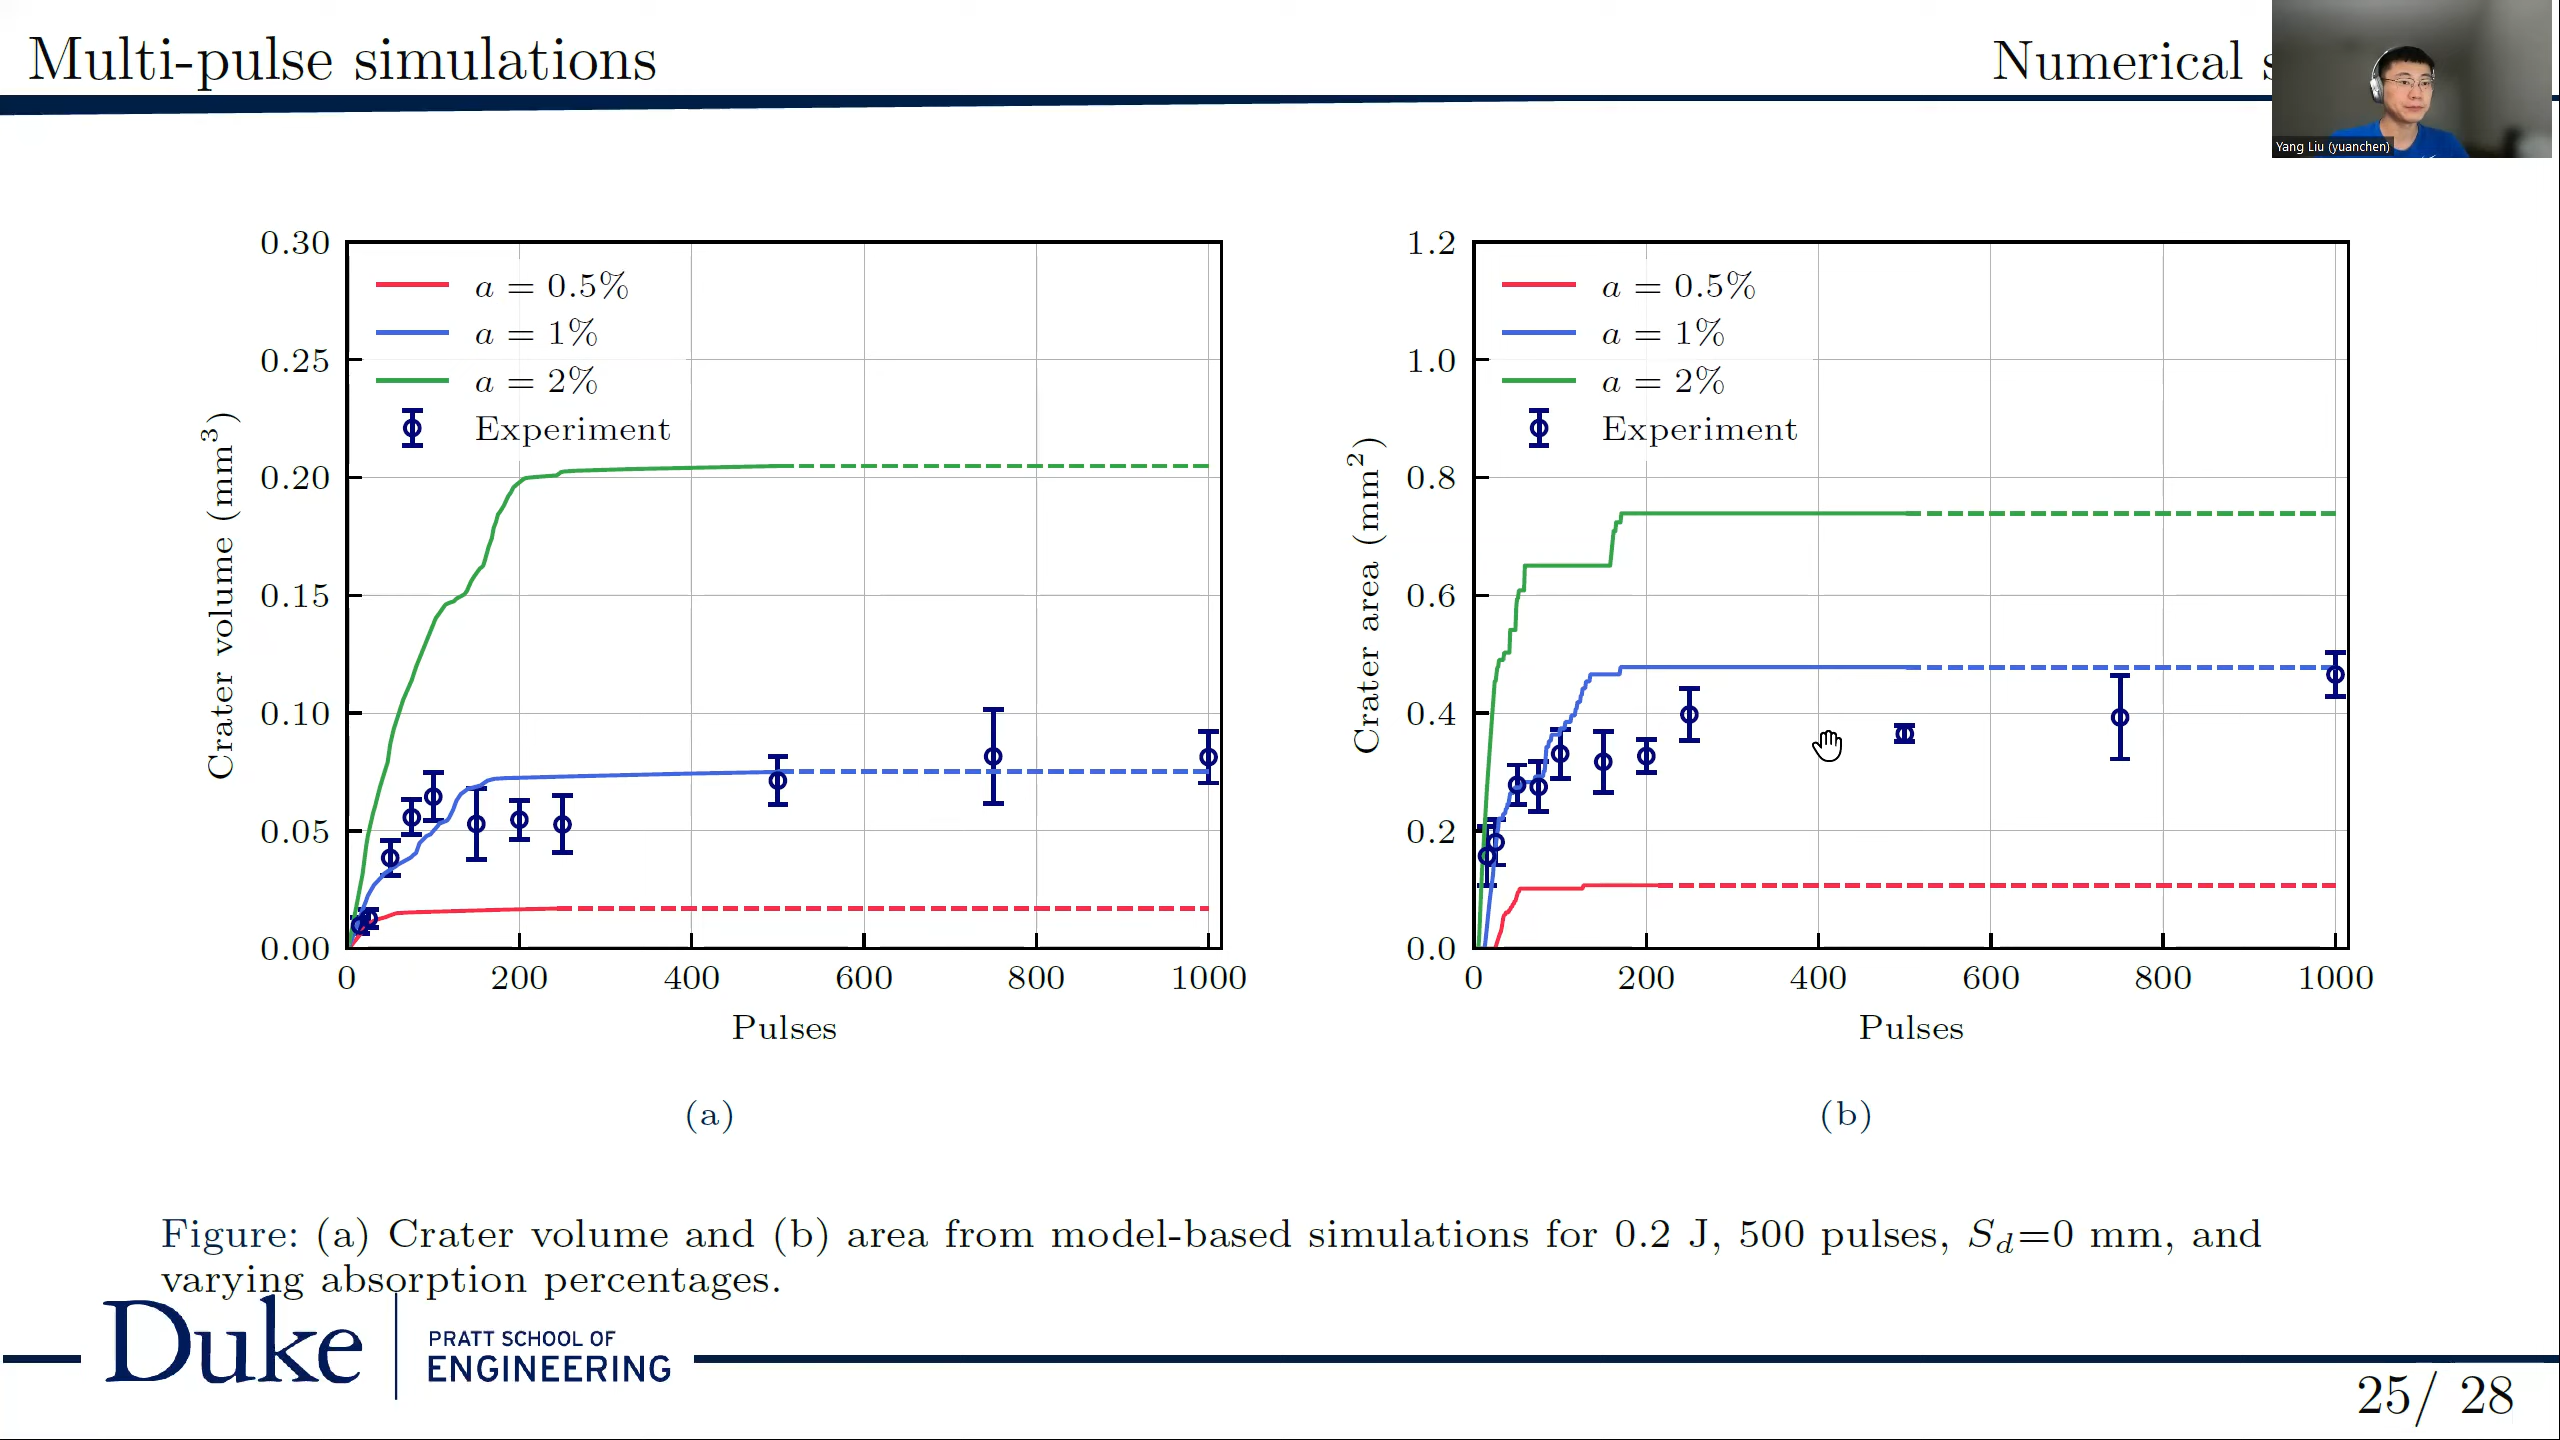 Multi-pulse simulations
Numerical
Yang Liu (yuanchen)
0.30
0.25
0.20
0.15
0.10
0.05
0.00
Crater volume (mm³)
a = 0.5%
a = 1%
a = 2%
Experiment
0 200 400 600 800 1000
Pulses
(a)
1.2
1.0
0.8
0.6
0.4
0.2
0.0
Crater area (mm²)
a = 0.5%
a = 1%
a = 2%
Experiment
0 200 400 600 800 1000
Pulses
(b)
Figure: (a) Crater volume and (b) area from model-based simulations for 0.2 J, 500 pulses, S_d=0 mm, and
varying absorption percentages.
Duke
PRATT SCHOOL OF
ENGINEERING
25/ 28